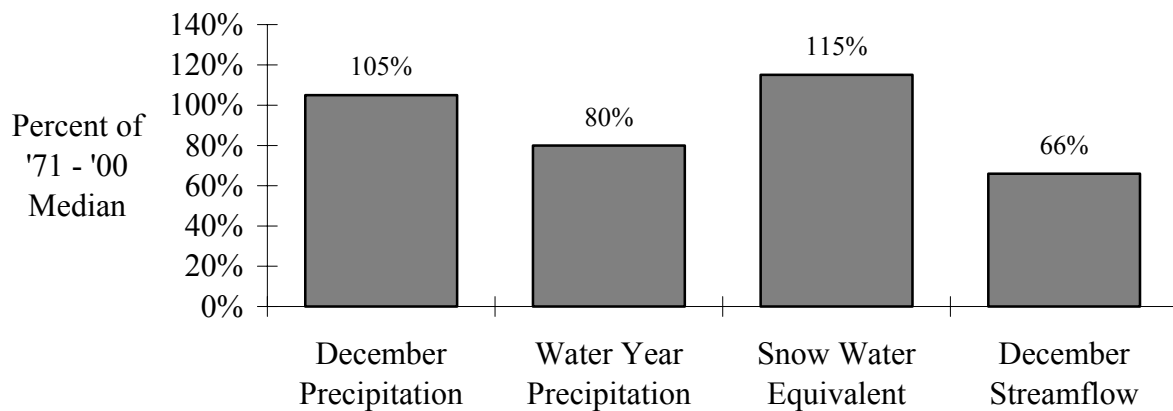 140%
120%
100%
80%
60%
40%
20%
0%
Percent of
'71 - '00
Median
105%
80%
115%
66%
December
Precipitation
Water Year
Precipitation
Snow Water
Equivalent
December
Streamflow